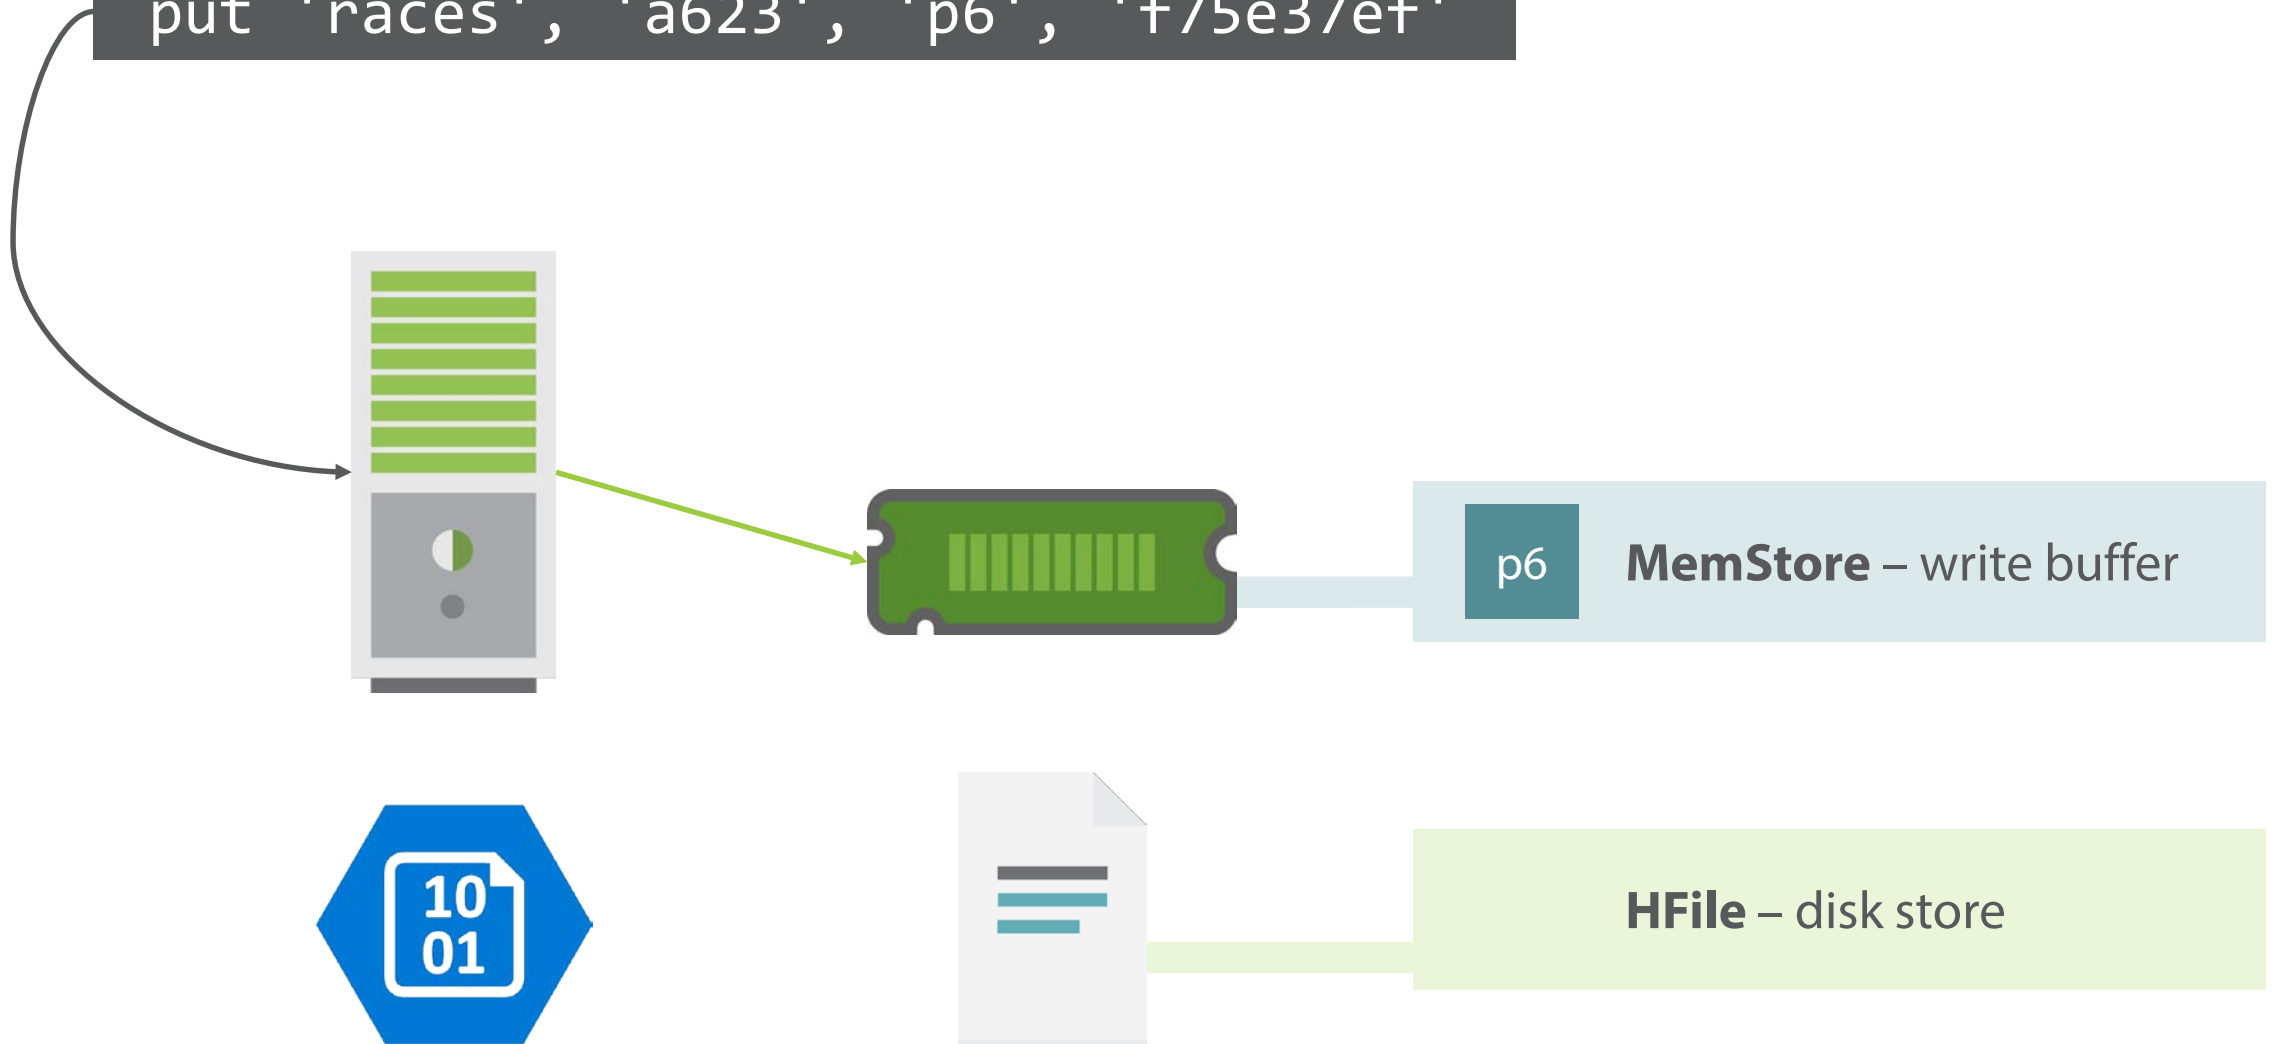 put 'races', 'a623', 'p6', 'f75e37ef'
p6 MemStore – write buffer
10
01
HFile – disk store